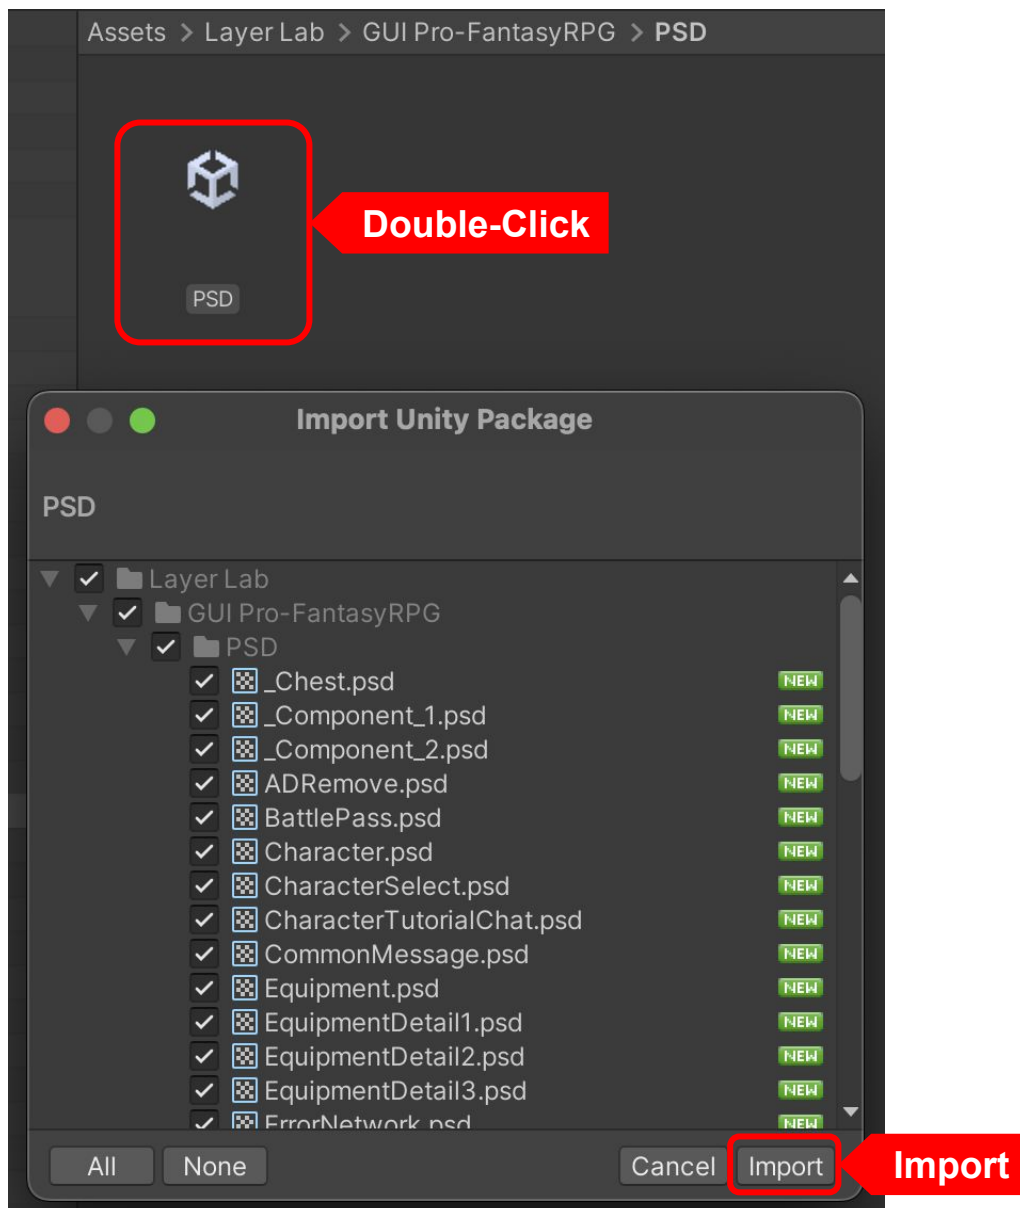 Assets > Layer Lab > GUI Pro-FantasyRPG > PSD
Double-Click
PSD
Import Unity Package
PSD
Layer Lab
GUI Pro-FantasyRPG
PSD
_Chest.psd NEW
_Component_1.psd NEW
_Component_2.psd NEW
ADRemove.psd NEW
BattlePass.psd NEW
Character.psd NEW
CharacterSelect.psd NEW
CharacterTutorialChat.psd NEW
CommonMessage.psd NEW
Equipment.psd NEW
EquipmentDetail1.psd NEW
EquipmentDetail2.psd NEW
EquipmentDetail3.psd NEW
ErrorNetwork.psd NEW
All None Cancel Import Import